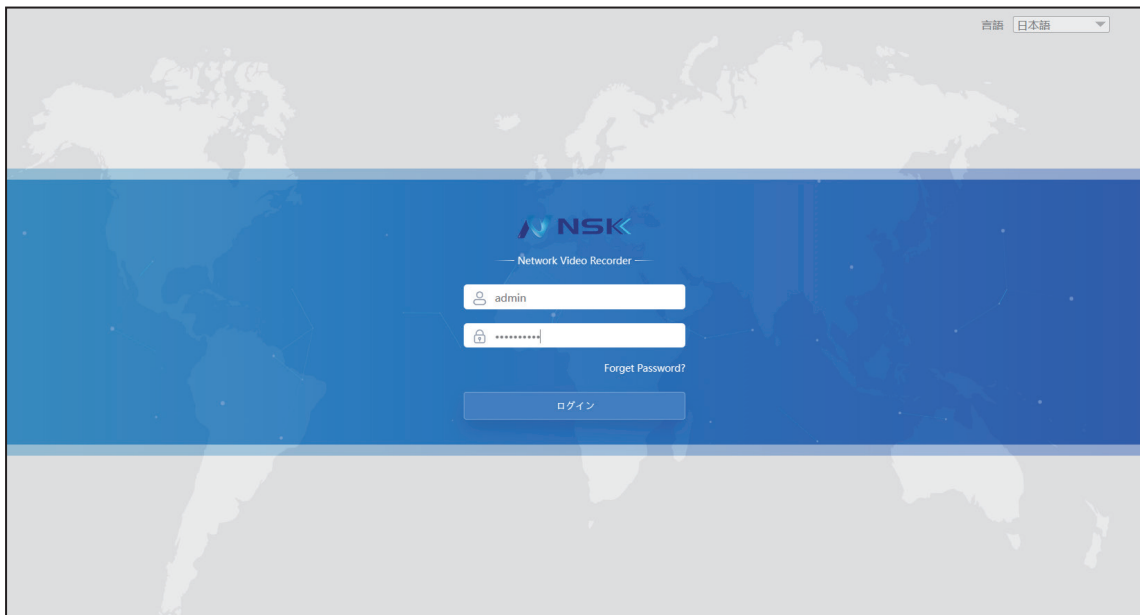 言語 日本語
NSK
Network Video Recorder
admin
••••••••••
Forget Password?
ログイン